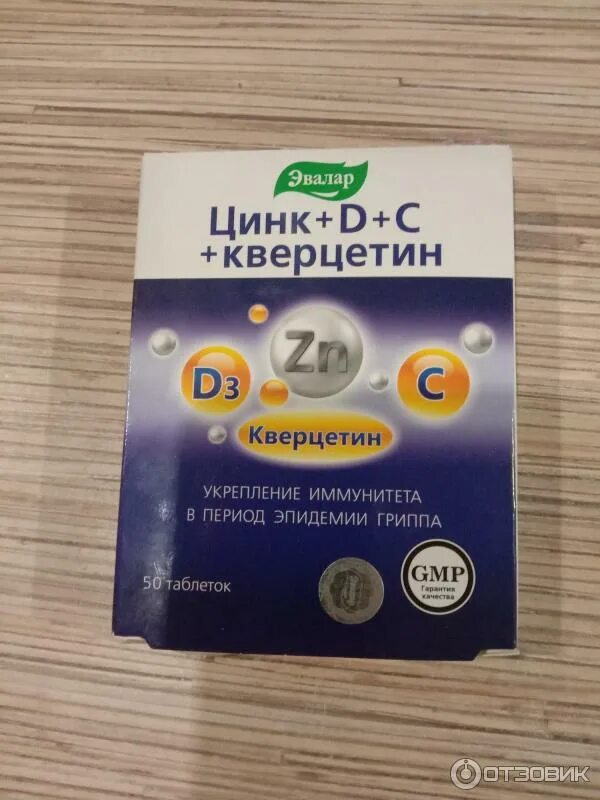 Эвалар
Цинк+D+C
+кверцетин
Zn
D3
C
Кверцетин
УКРЕПЛЕНИЕ ИММУНИТЕТА
В ПЕРИОД ЭПИДЕМИИ ГРИППА
50 таблеток
GMP
Гарантия
качества
ОТЗОВИК